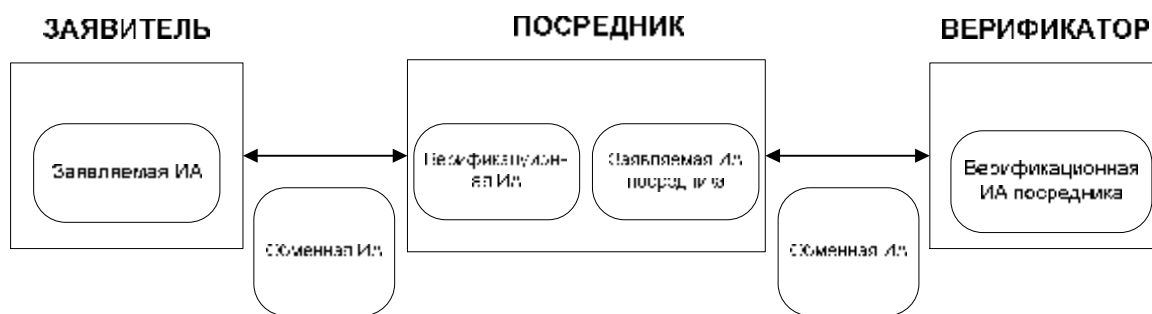 ЗАЯВИТЕЛЬ
ПОСРЕДНИК
ВЕРИФИКАТОР
Заявляемая ИА
Верификацион-
ная ИА
Заявляемая ИА
посредника
Верификационная
ИА посредника
Обменная ИА
Обменная ИА